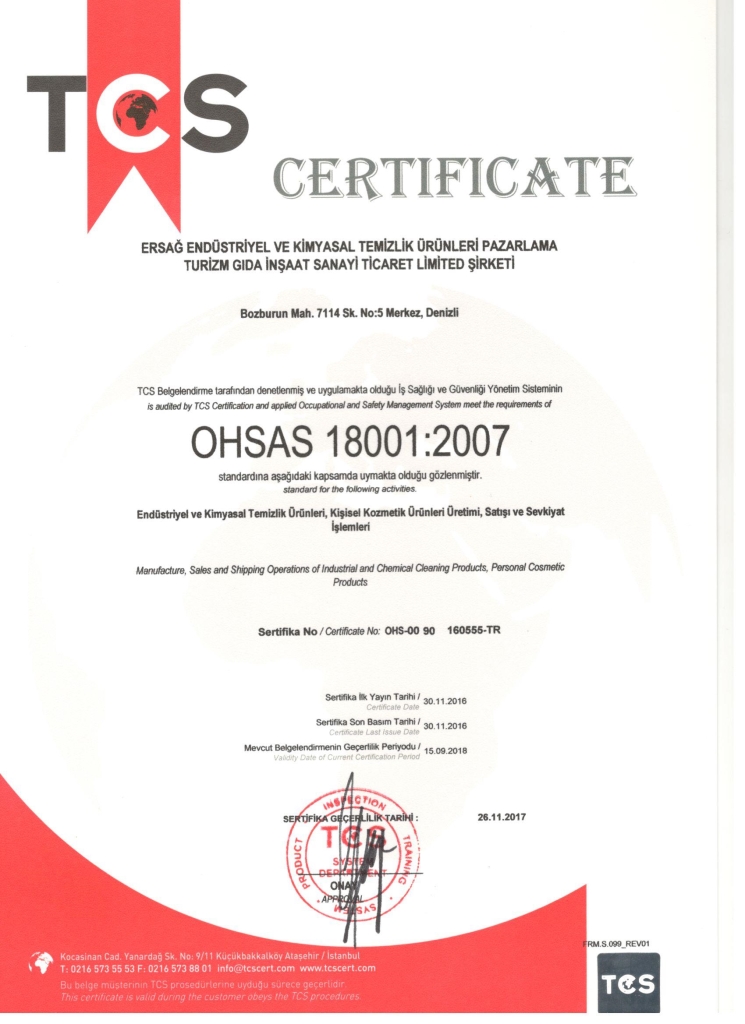 TCS
CERTIFICATE
ERSAĞ ENDÜSTRİYEL VE KİMYASAL TEMİZLİK ÜRÜNLERİ PAZARLAMA
TURİZM GIDA İNŞAAT SANAYİ TİCARET LİMİTED ŞİRKETİ
Bozburun Mah. 7114 Sk. No:5 Merkez, Denizli
TCS Belgelendirme tarafından denetlenmiş ve uygulamakta olduğu İş Sağlığı ve Güvenliği Yönetim Sisteminin
is audited by TCS Certification and applied Occupational and Safety Management System meet the requirements of
OHSAS 18001:2007
standardına aşağıdaki kapsamda uymakta olduğu gözlenmiştir.
standard for the following activities.
Endüstriyel ve Kimyasal Temizlik Ürünleri, Kişisel Kozmetik Ürünleri Üretimi, Satışı ve Sevkiyat
İşlemleri
Manufacture, Sales and Shipping Operations of Industrial and Chemical Cleaning Products, Personal Cosmetic
Products
Sertifika No / Certificate No: OHS-00 90 160555-TR
Sertifika İlk Yayın Tarihi / 30.11.2016
Certificate Date
Sertifika Son Basım Tarihi / 30.11.2016
Certificate Last Issue Date
Mevcut Belgelendirmenin Geçerlilik Periyodu / 15.09.2018
Validity Date of Current Certification Period
SERTİFİKA GEÇERLİLİK TARİHİ : 26.11.2017
INSPECTION
PRODUCT
TRAINING
SYSTEM
TCS
SYSTEM
DEPARTMENT
ONAY
APPROVAL
FRM.S.099_REV01
Kocasinan Cad. Yanardağ Sk. No: 9/11 Küçükbakkalköy Ataşehir / İstanbul
T: 0216 573 55 53 F: 0216 573 88 01 info@tcscert.com www.tcscert.com
Bu belge müşterinin TCS prosedürlerine uyduğu sürece geçerlidir.
This certificate is valid during the customer obeys the TCS procedures.
TCS